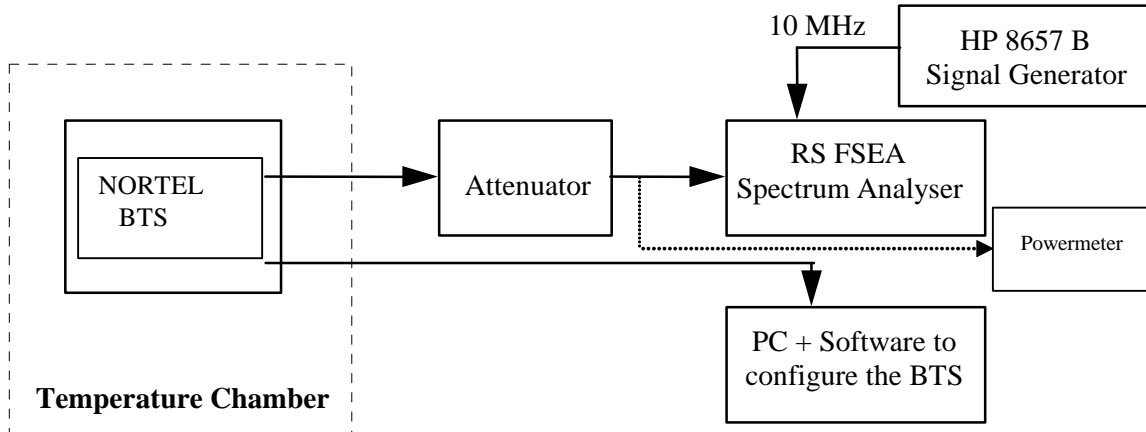 10 MHz
HP 8657 B
Signal Generator
NORTEL
BTS
Attenuator
RS FSEA
Spectrum Analyser
Powermeter
PC + Software to
configure the BTS
Temperature Chamber